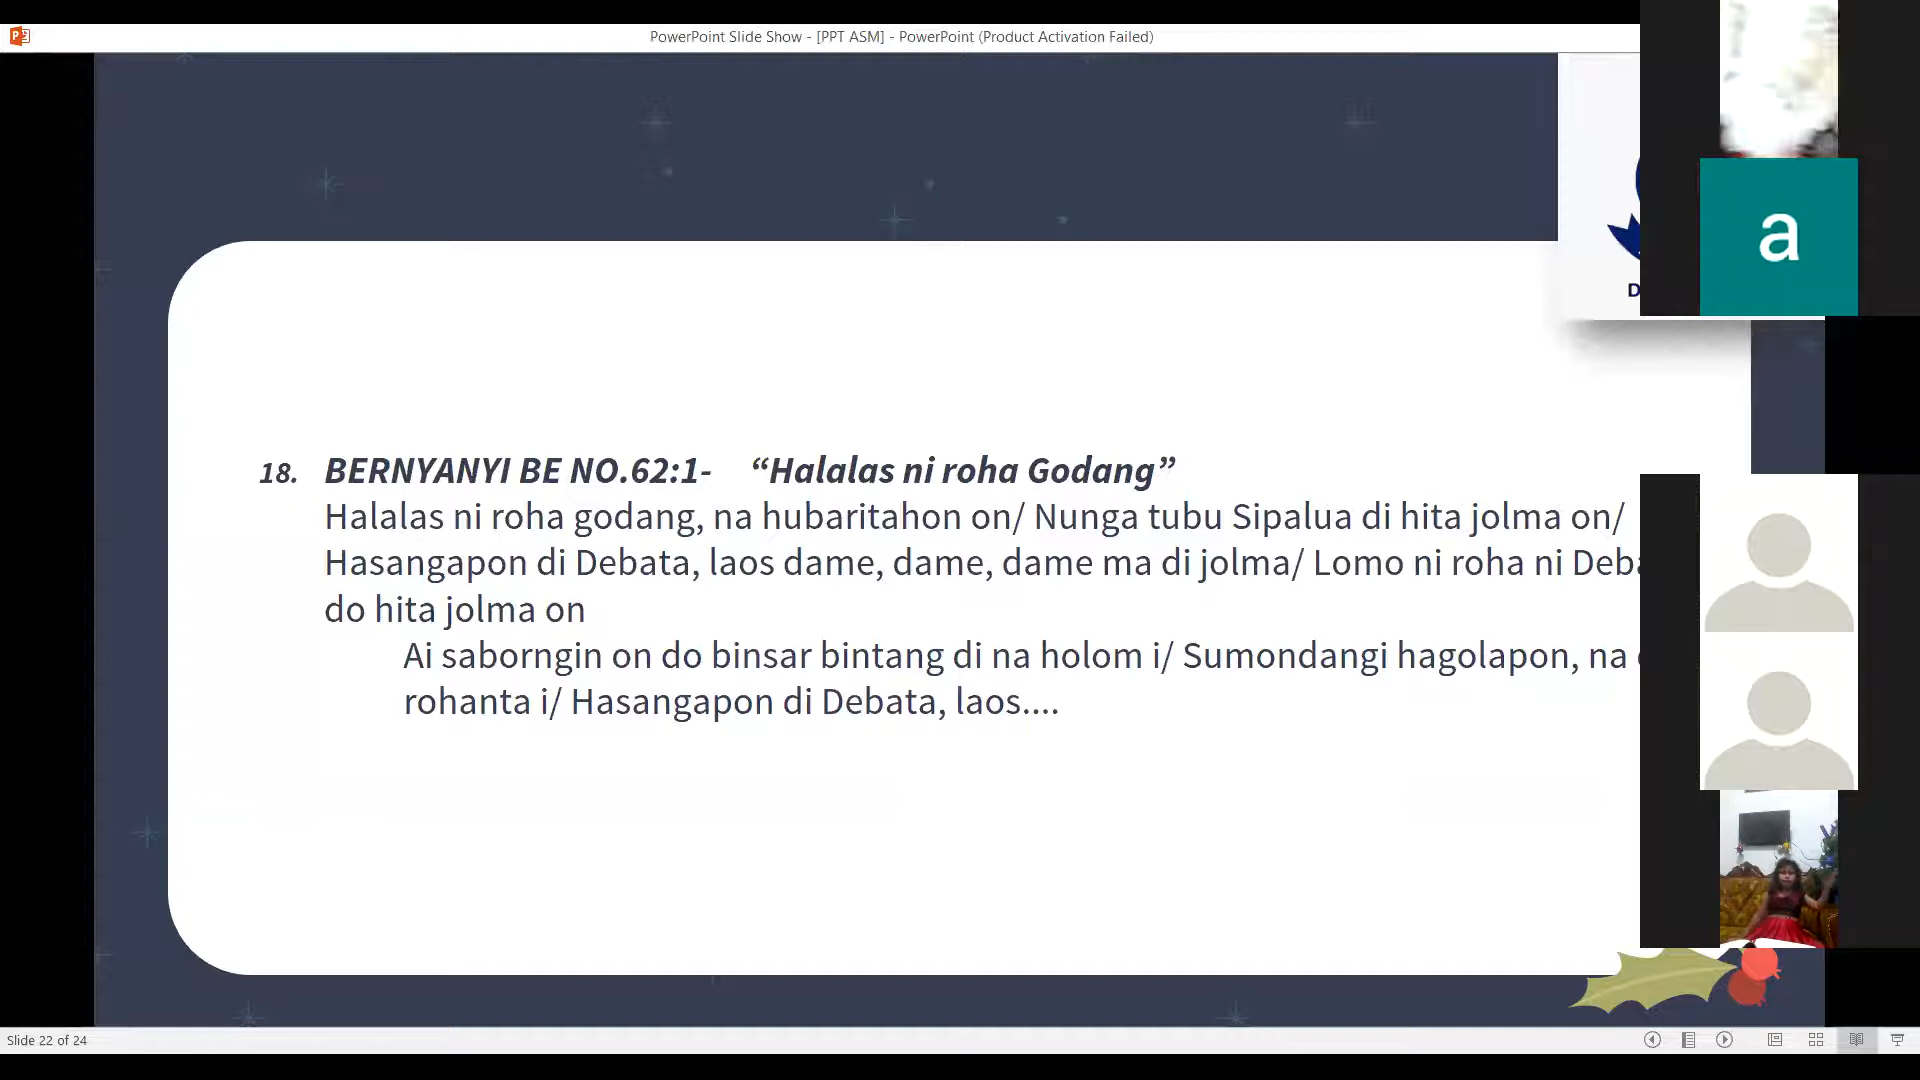 PowerPoint Slide Show - [PPT ASM] - PowerPoint (Product Activation Failed)
a
D
18. BERNYANYI BE NO.62:1- “Halalas ni roha Godang”
Halalas ni roha godang, na hubaritahon on/ Nunga tubu Sipalua di hita jolma on/
Hasangapon di Debata, laos dame, dame, dame ma di jolma/ Lomo ni roha ni
do hita jolma on
Ai saborngin on do binsar bintang di na holom i/ Sumondangi hagolapon, na
rohanta i/ Hasangapon di Debata, laos....
Slide 22 of 24